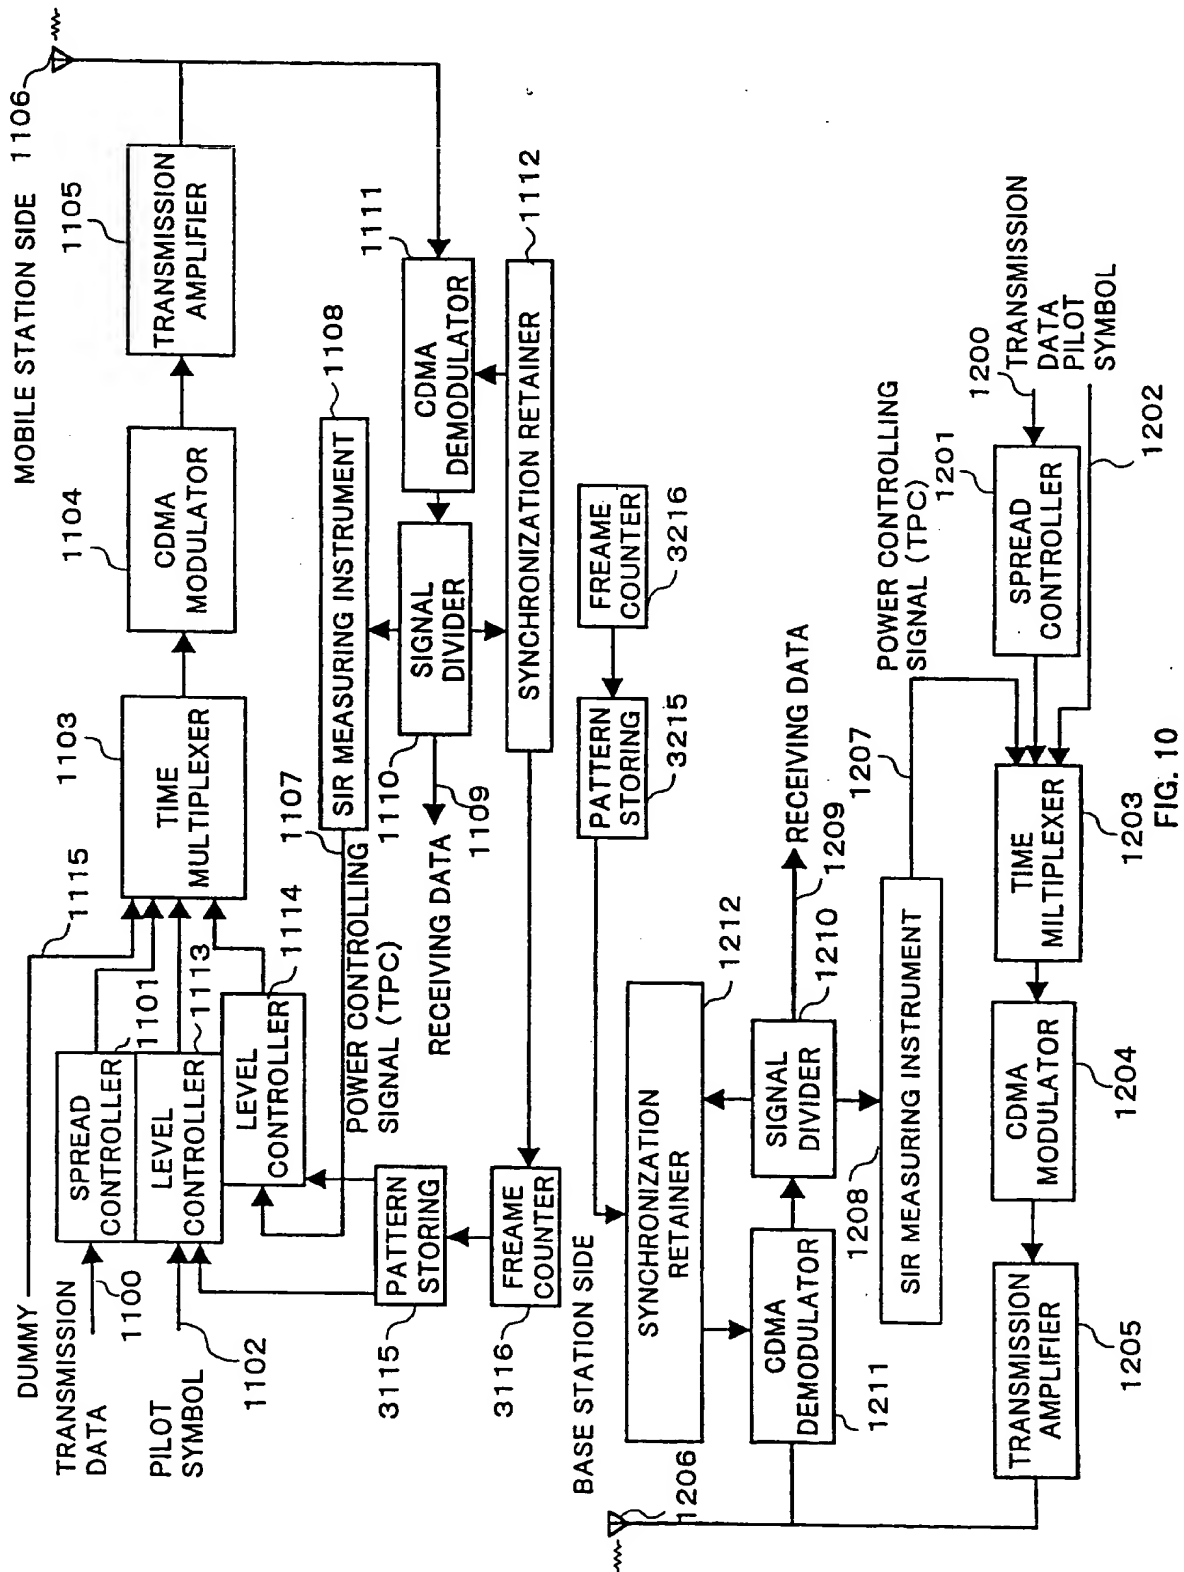 MOBILE STATION SIDE 1106
DUMMY
1115
TRANSMISSION
DATA
1100
SPREAD
CONTROLLER
1101
PILOT
SYMBOL
1102
LEVEL
CONTROLLER
1113
LEVEL
CONTROLLER
1114
TIME
MULTIPLEXER
1103
CDMA
MODULATOR
1104
TRANSMISSION
AMPLIFIER
1105
POWER CONTROLLING
SIGNAL (TPC)
1107
SIR MEASURING INSTRUMENT
1108
PATTERN
STORING
3115
RECEIVING DATA
1109
SIGNAL
DIVIDER
1110
CDMA
DEMODULATOR
1111
FREAME
COUNTER
3116
SYNCHRONIZATION RETAINER
1112
BASE STATION SIDE
1206
PATTERN
STORING
3215
FREAME
COUNTER
3216
SYNCHRONIZATION
RETAINER
1212
CDMA
DEMODULATOR
1211
SIGNAL
DIVIDER
1210
RECEIVING DATA
1209
SIR MEASURING INSTRUMENT
1208
1207
POWER CONTROLLING
SIGNAL (TPC)
TRANSMISSION
AMPLIFIER
1205
CDMA
MODULATOR
1204
TIME
MILTIPLEXER
1203
SPREAD
CONTROLLER
1201
1200
TRANSMISSION
DATA
PILOT
SYMBOL
1202
FIG. 10